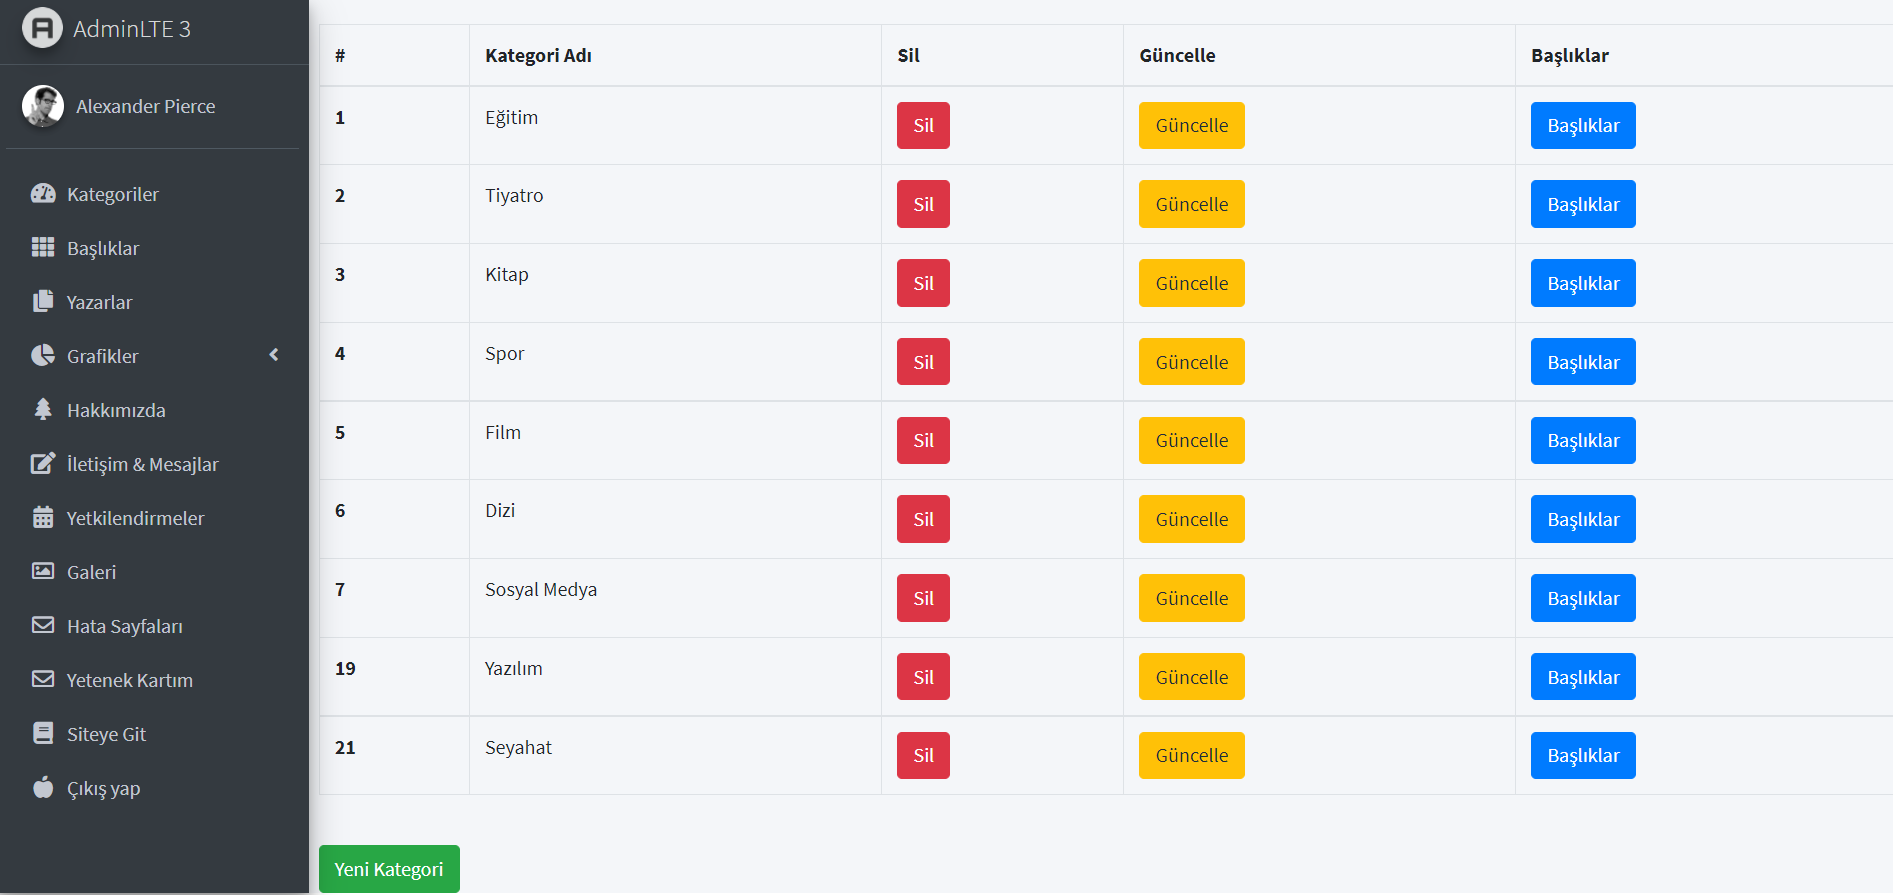 AdminLTE 3
Alexander Pierce
Kategoriler
Başlıklar
Yazarlar
Grafikler
Hakkımızda
İletişim & Mesajlar
Yetkilendirmeler
Galeri
Hata Sayfaları
Yetenek Kartım
Siteye Git
Çıkış yap
# Kategori Adı Sil Güncelle Başlıklar
1 Eğitim Sil Güncelle Başlıklar
2 Tiyatro Sil Güncelle Başlıklar
3 Kitap Sil Güncelle Başlıklar
4 Spor Sil Güncelle Başlıklar
5 Film Sil Güncelle Başlıklar
6 Dizi Sil Güncelle Başlıklar
7 Sosyal Medya Sil Güncelle Başlıklar
19 Yazılım Sil Güncelle Başlıklar
21 Seyahat Sil Güncelle Başlıklar
Yeni Kategori